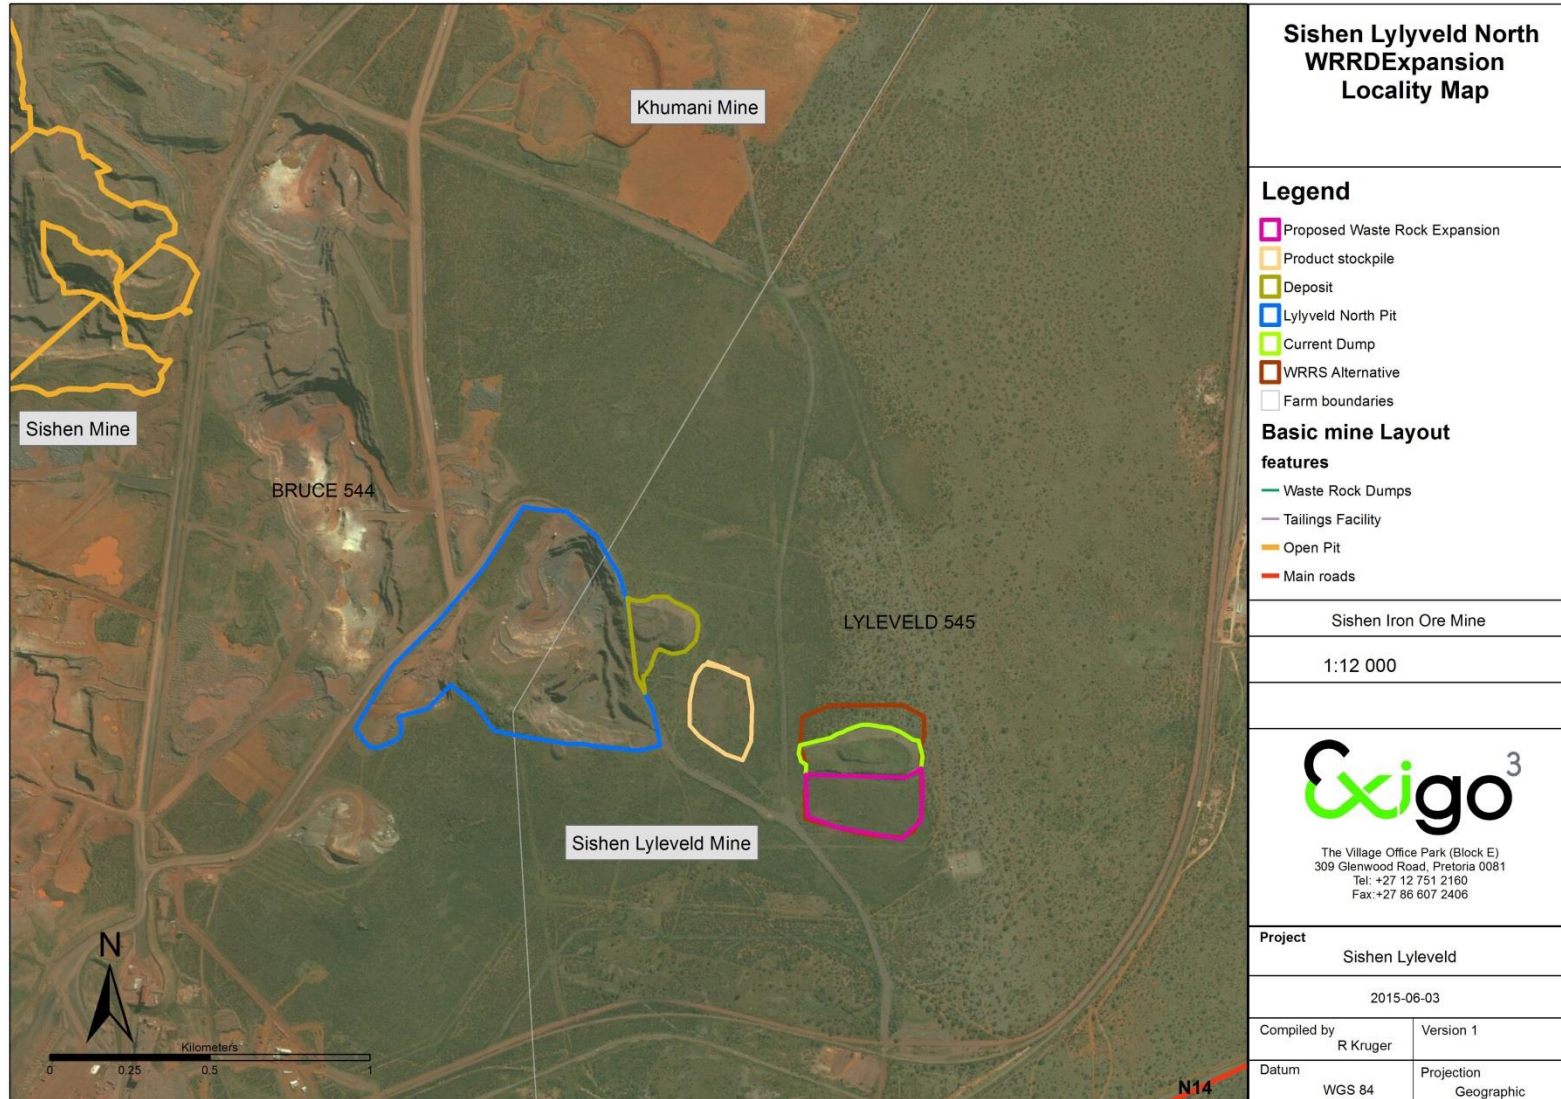 Sishen Lylyveld North
WRRDExpansion
Locality Map
Khumani Mine
Sishen Mine
BRUCE 544
LYLEVELD 545
Sishen Lyleveld Mine
N
Kilometers
0 0.25 0.5 1
N14
Legend
Proposed Waste Rock Expansion
Product stockpile
Deposit
Lylyveld North Pit
Current Dump
WRRS Alternative
Farm boundaries
Basic mine Layout
features
Waste Rock Dumps
Tailings Facility
Open Pit
Main roads
Sishen Iron Ore Mine
1:12 000
Exigo3
The Village Office Park (Block E)
309 Glenwood Road, Pretoria 0081
Tel: +27 12 751 2160
Fax:+27 86 607 2406
Project
Sishen Lyleveld
2015-06-03
Compiled by
R Kruger
Version 1
Datum
WGS 84
Projection
Geographic